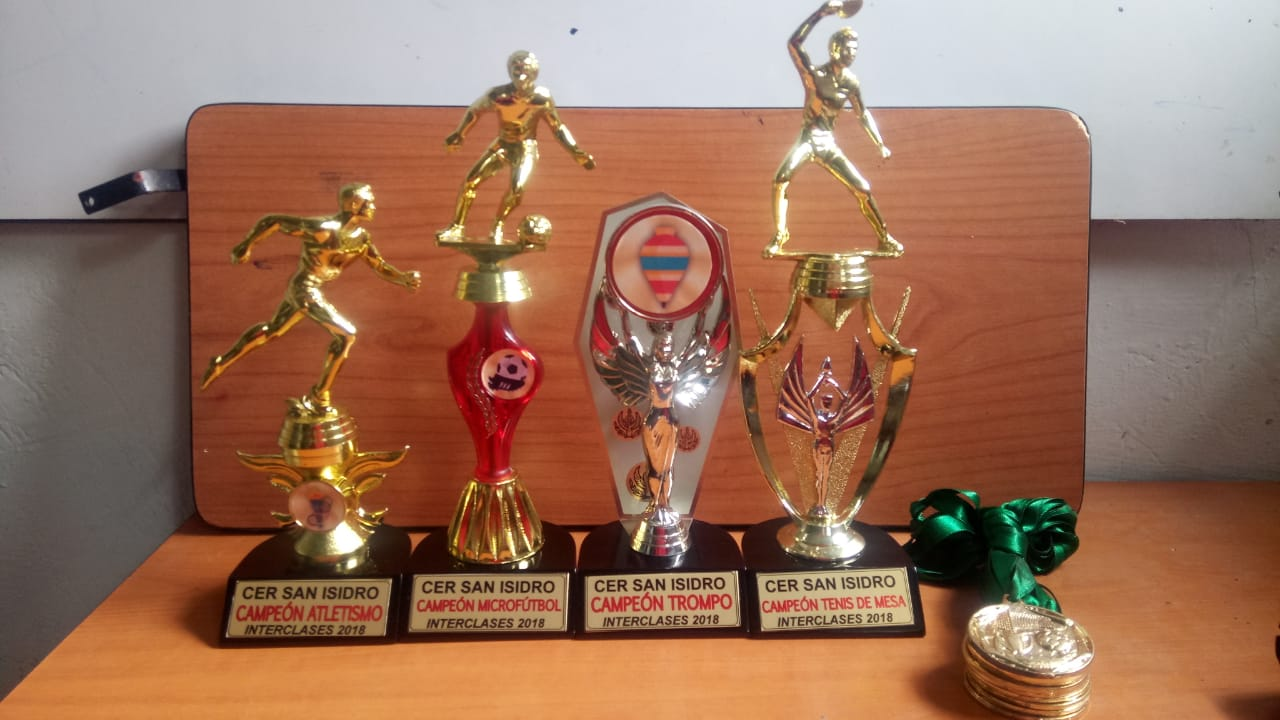 CER SAN ISIDRO
CAMPEÓN ATLETISMO
INTERCLASES 2018
CER SAN ISIDRO
CAMPEÓN MICROFÚTBOL
INTERCLASES 2018
CER SAN ISIDRO
CAMPEÓN TROMPO
INTERCLASES 2018
CER SAN ISIDRO
CAMPEÓN TENIS DE MESA
INTERCLASES 2018